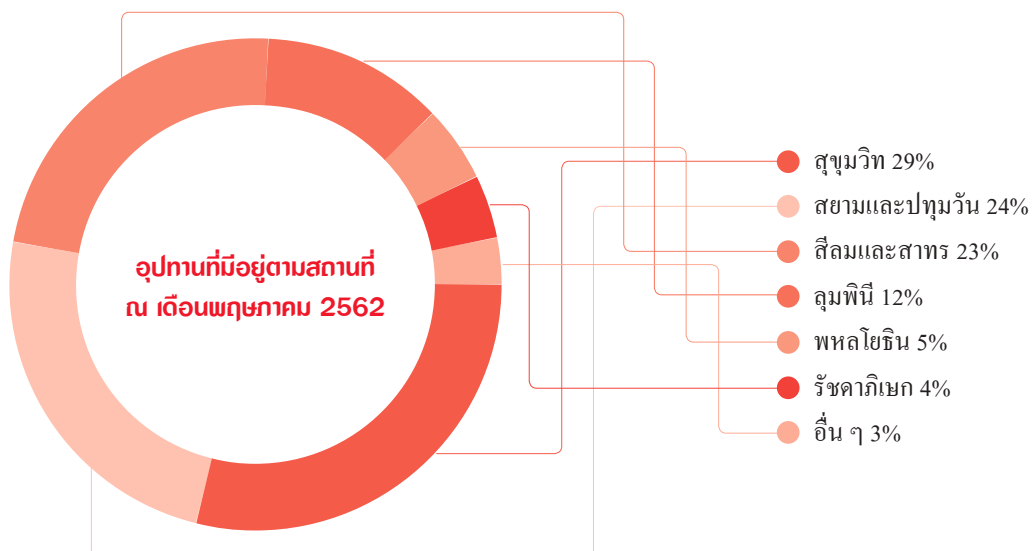 อุปทานที่มีอยู่ตามสถานที่
ณ เดือนพฤษภาคม 2562
สุขุมวิท 29%
สยามและปทุมวัน 24%
สีลมและสาทร 23%
ลุมพินี 12%
พหลโยธิน 5%
รัชดาภิเษก 4%
อื่น ๆ 3%